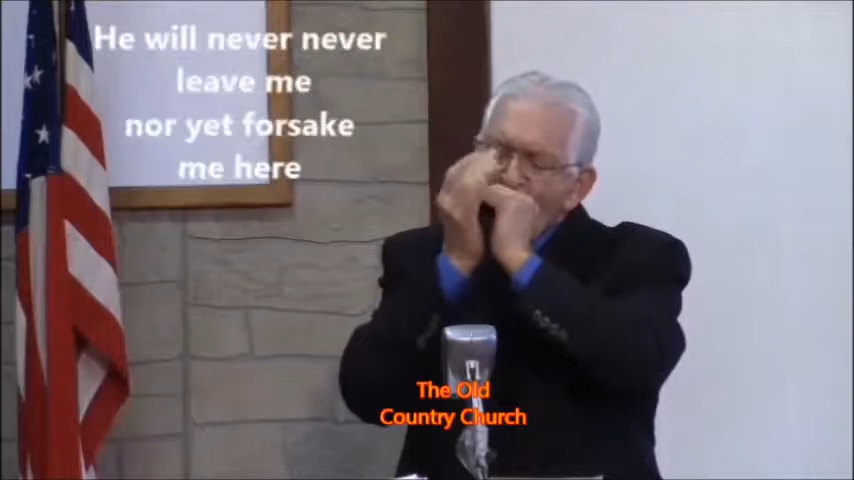 He will never never
leave me
nor yet forsake
me here
The Old
Country Church